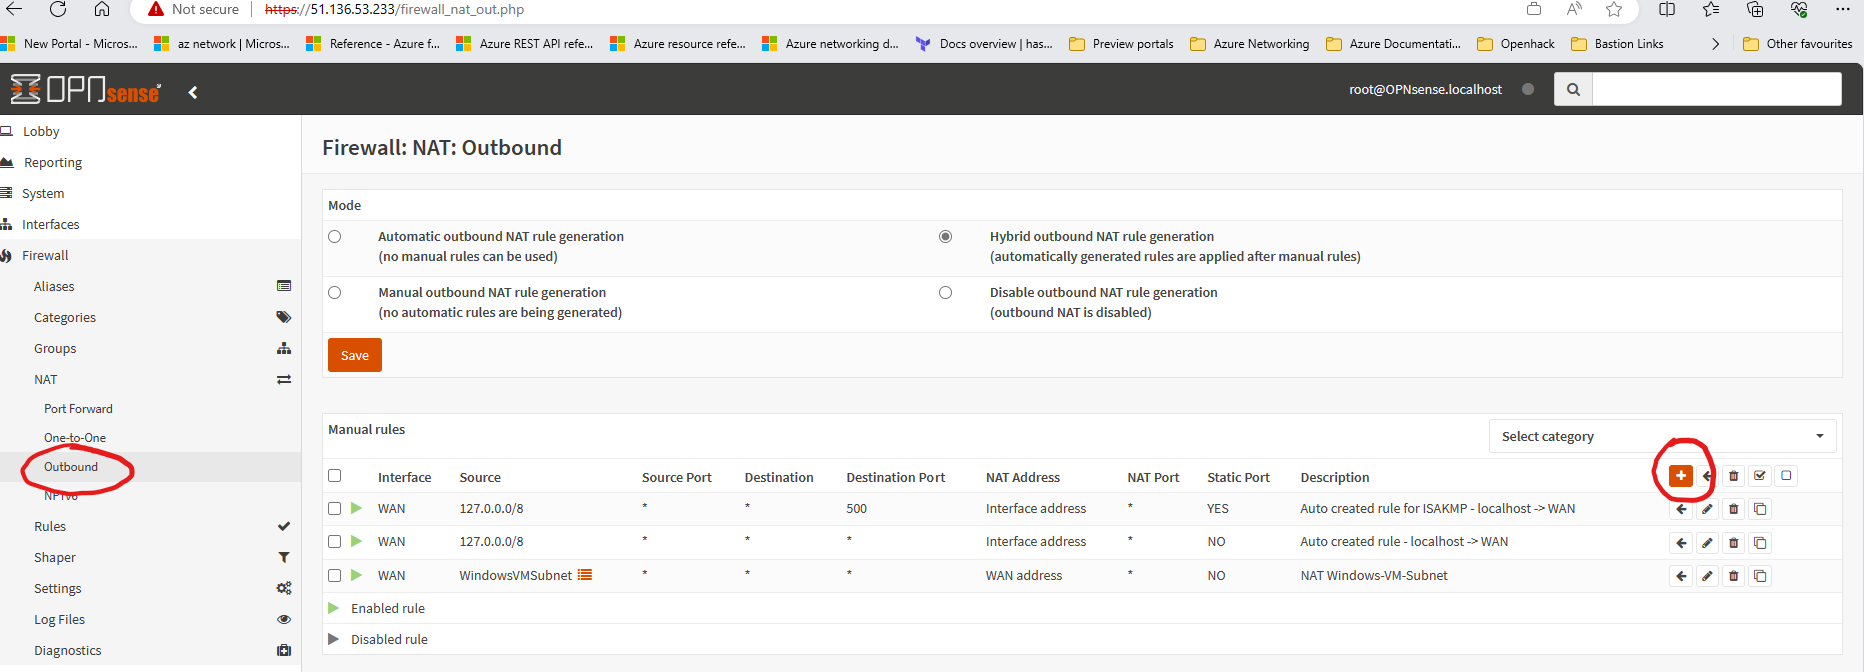 Not secure https://51.136.53.233/firewall_nat_out.php
New Portal - Micros... az network | Micros... Reference - Azure f... Azure REST API refe... Azure resource refe... Azure networking d... Docs overview | has... Preview portals Azure Networking Azure Documentati... Openhack Bastion Links Other favourites
OPNsense root@OPNsense.localhost
Lobby
Reporting
System
Interfaces
Firewall
Aliases
Categories
Groups
NAT
Port Forward
One-to-One
Outbound
NPTv6
Rules
Shaper
Settings
Log Files
Diagnostics
Firewall: NAT: Outbound
Mode
Automatic outbound NAT rule generation
(no manual rules can be used)
Hybrid outbound NAT rule generation
(automatically generated rules are applied after manual rules)
Manual outbound NAT rule generation
(no automatic rules are being generated)
Disable outbound NAT rule generation
(outbound NAT is disabled)
Save
Manual rules
Select category
Interface Source Source Port Destination Destination Port NAT Address NAT Port Static Port Description
WAN 127.0.0.0/8 * * 500 Interface address * YES Auto created rule for ISAKMP - localhost -> WAN
WAN 127.0.0.0/8 * * * Interface address * NO Auto created rule - localhost -> WAN
WAN WindowsVMSubnet * * * WAN address * NO NAT Windows-VM-Subnet
Enabled rule
Disabled rule